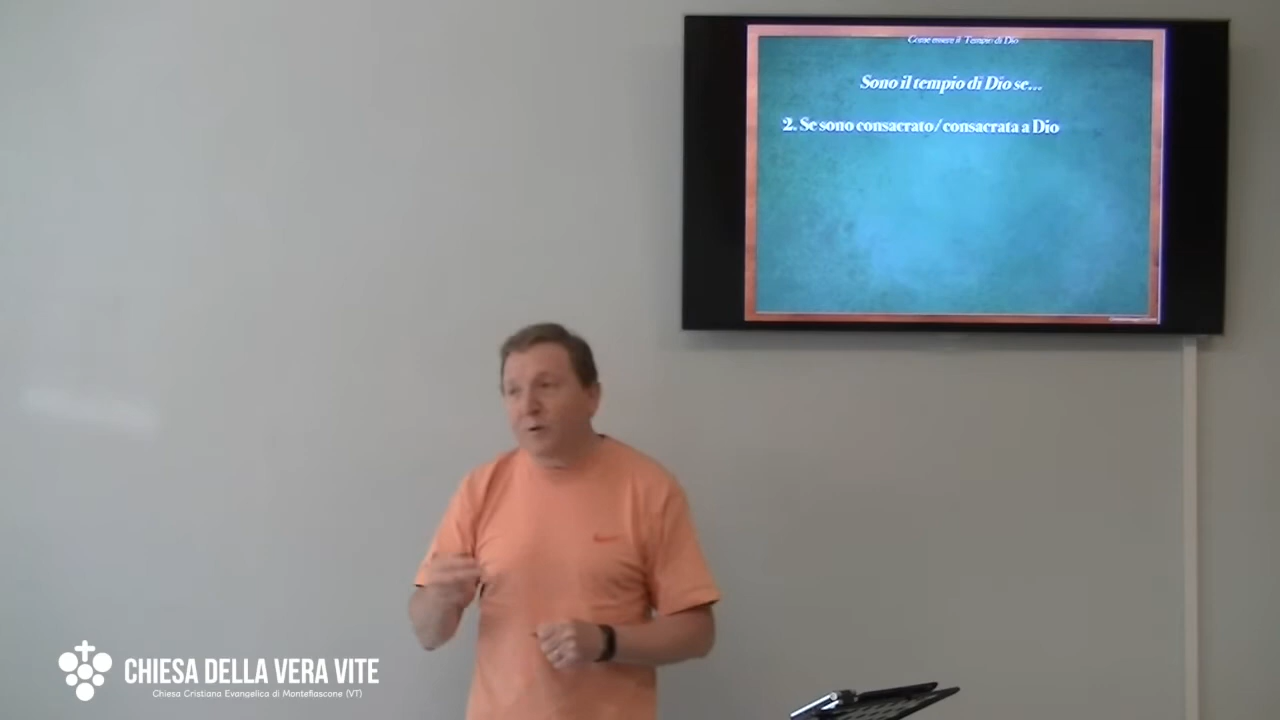 Come essere il Tempio di Dio
Sono il tempio di Dio se...
2. Se sono consacrato/consacrata a Dio
CHIESA DELLA VERA VITE
Chiesa Cristiana Evangelica di Montefiascone (VT)